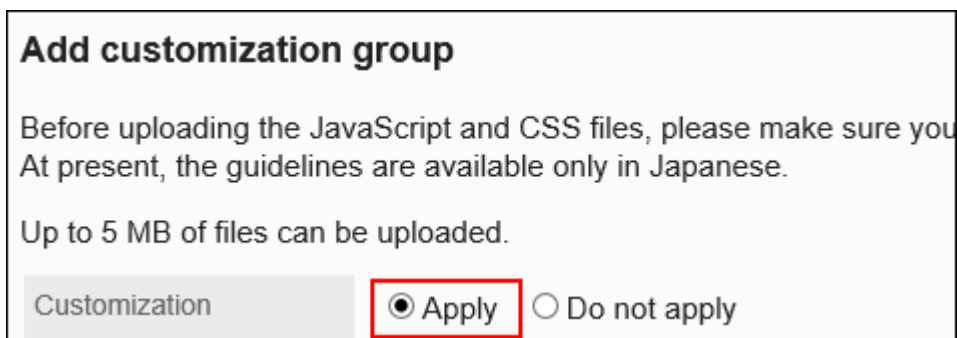 Add customization group
Before uploading the JavaScript and CSS files, please make sure you
At present, the guidelines are available only in Japanese.
Up to 5 MB of files can be uploaded.
Customization
Apply
Do not apply